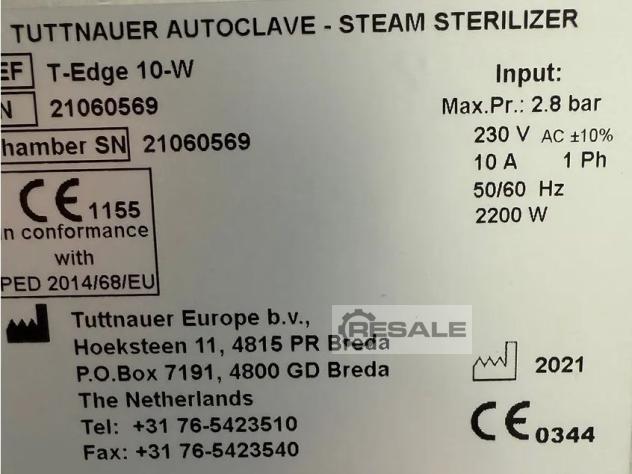 TUTTNAUER AUTOCLAVE - STEAM STERILIZER
EF T-Edge 10-W
N 21060569
hamber SN 21060569
Input:
Max.Pr.: 2.8 bar
230 V AC ±10%
10 A 1 Ph
50/60 Hz
2200 W
CE 1155
n conformance
with
PED 2014/68/EU
Tuttnauer Europe b.v.,
Hoeksteen 11, 4815 PR Breda
P.O.Box 7191, 4800 GD Breda
The Netherlands
Tel: +31 76-5423510
Fax: +31 76-5423540
RESALE
2021
CE 0344